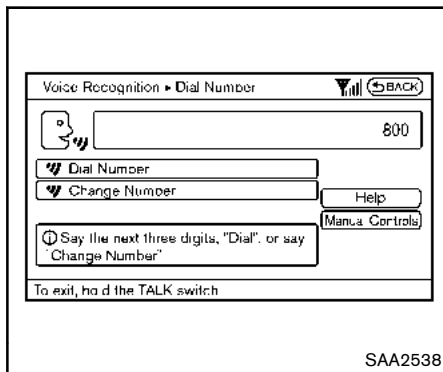 Voice Recognition ▸ Dial Number BACK
800
Dial Number
Change Number
Help
Manual Controls
Say the next three digits, "Dial", or say
"Change Number"
To exit, hold the TALK switch
SAA2538